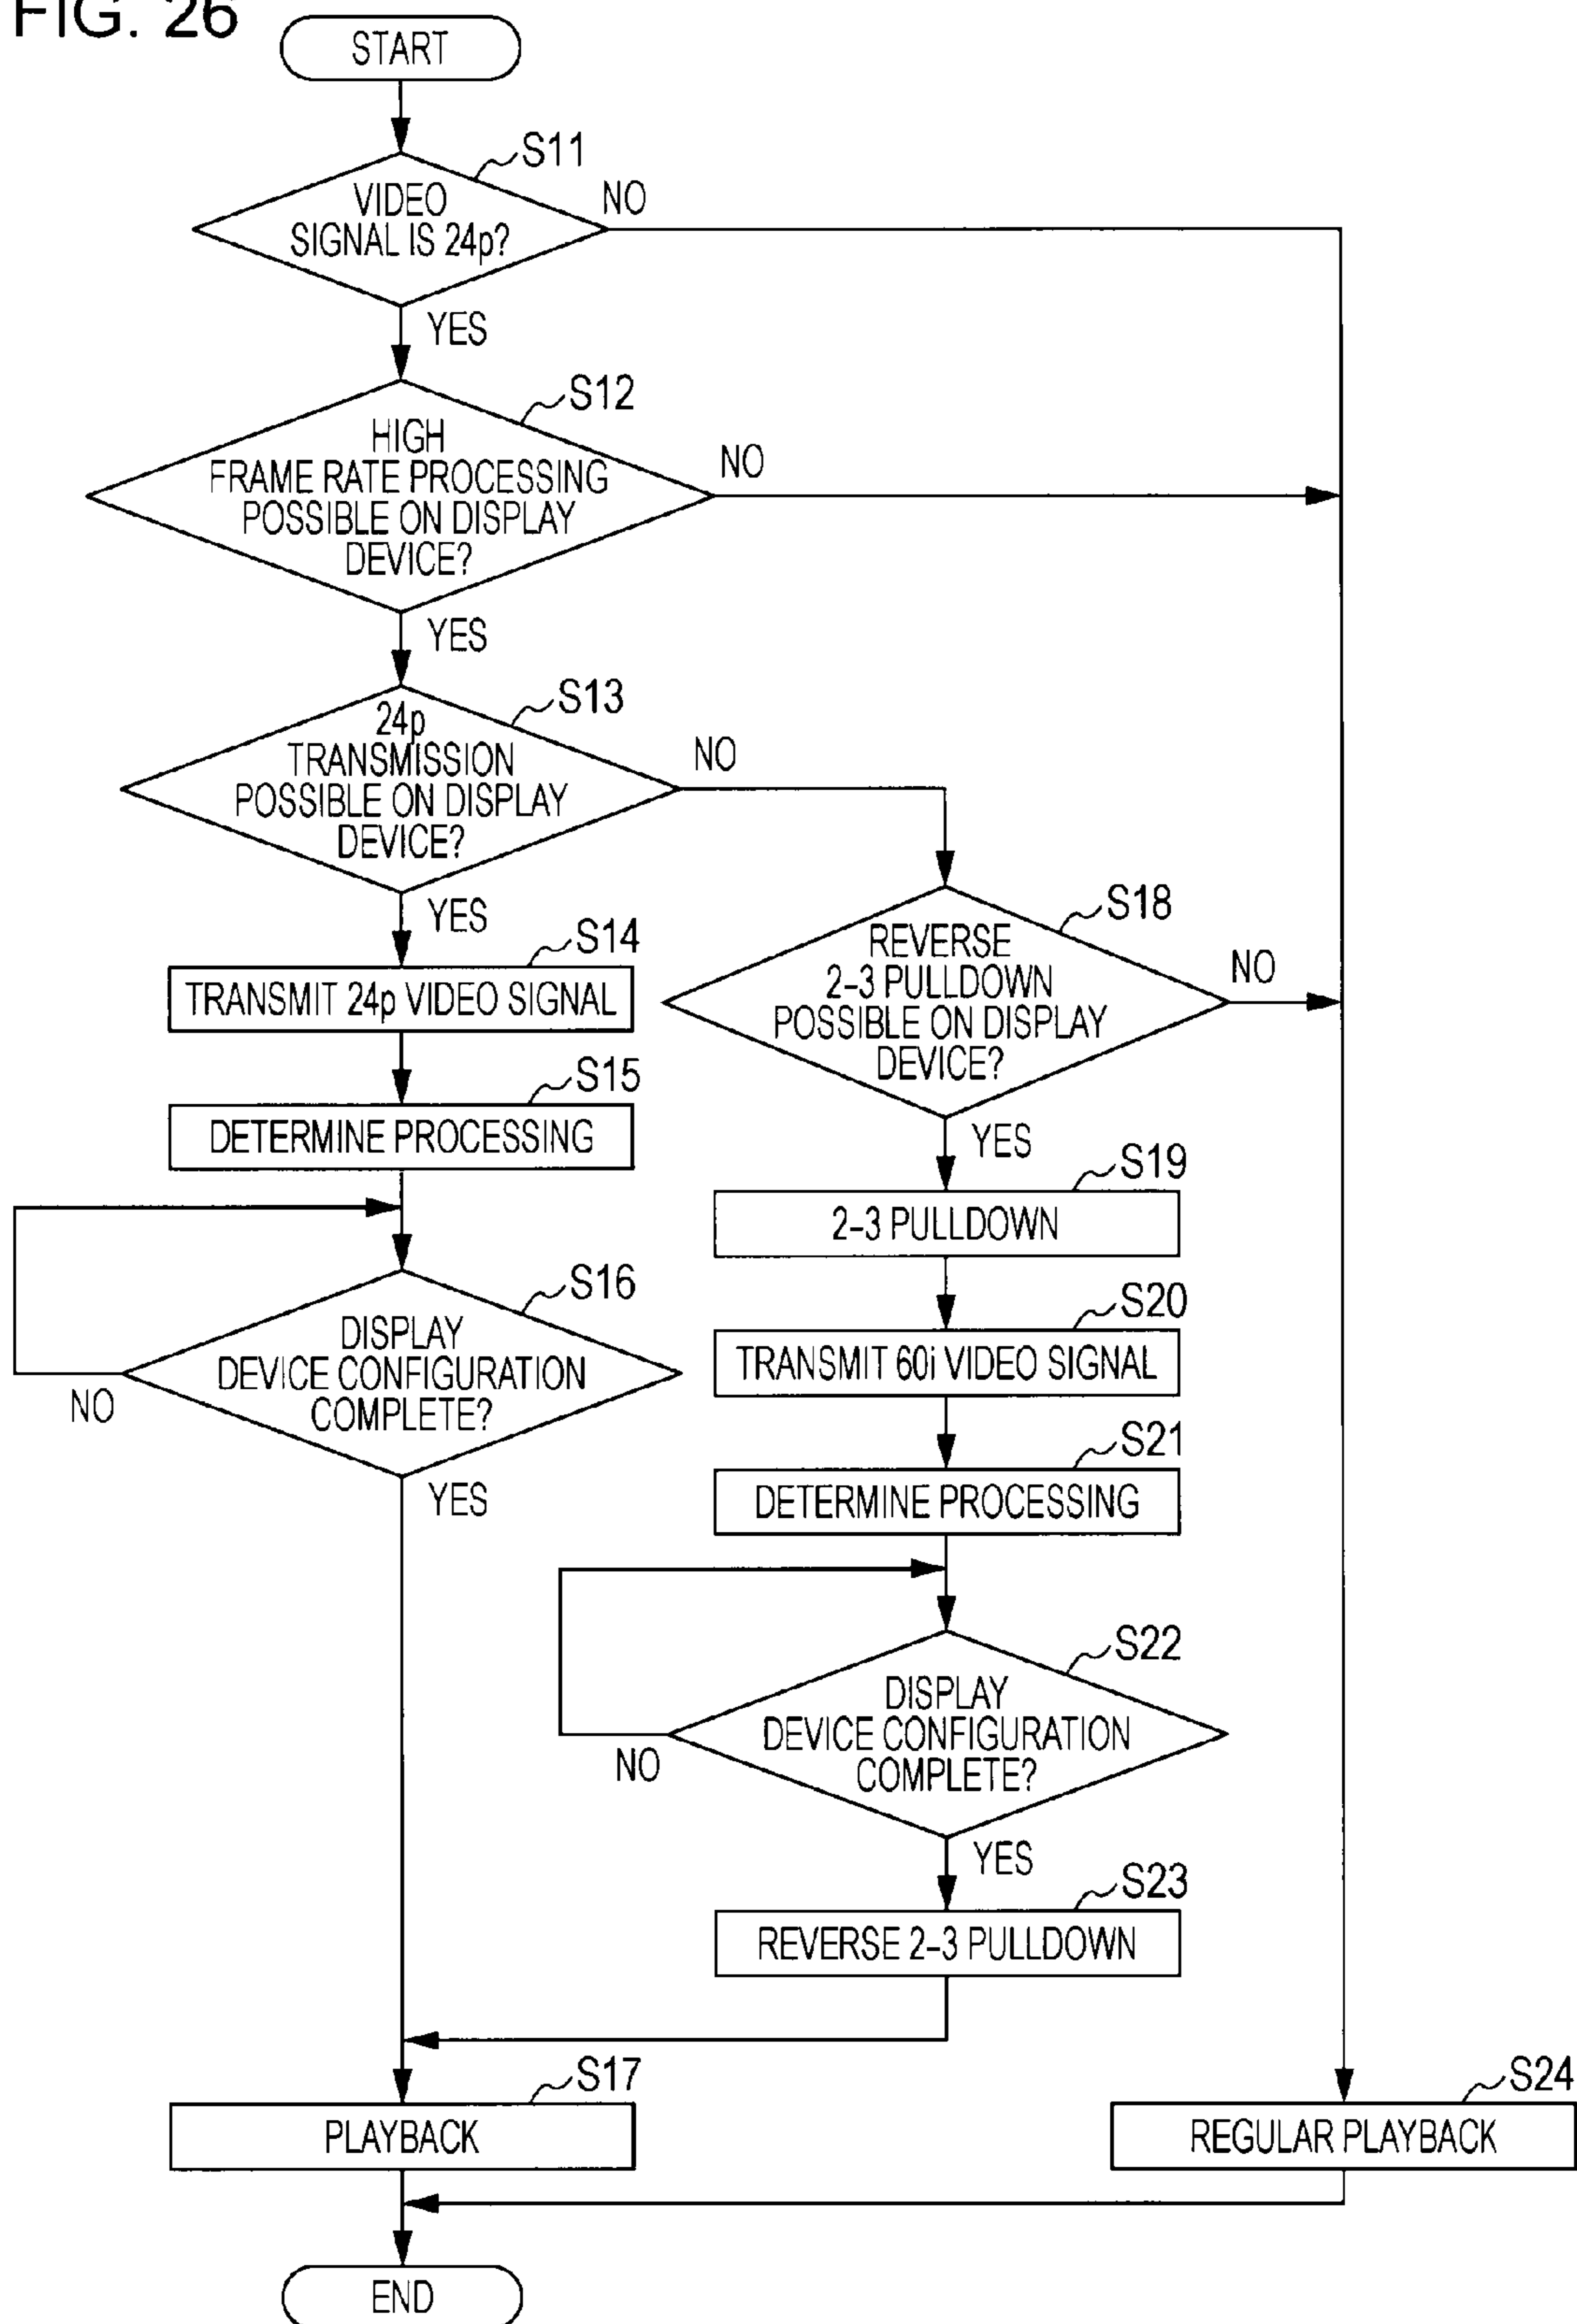 FIG. 26
START
S11
VIDEO
SIGNAL IS 24p?
NO
YES
S12
HIGH
FRAME RATE PROCESSING
POSSIBLE ON DISPLAY
DEVICE?
NO
YES
S13
24p
TRANSMISSION
POSSIBLE ON DISPLAY
DEVICE?
NO
YES
S14
TRANSMIT 24p VIDEO SIGNAL
S15
DETERMINE PROCESSING
S16
DISPLAY
DEVICE CONFIGURATION
COMPLETE?
NO
YES
S18
REVERSE
2-3 PULLDOWN
POSSIBLE ON DISPLAY
DEVICE?
NO
YES
S19
2-3 PULLDOWN
S20
TRANSMIT 60i VIDEO SIGNAL
S21
DETERMINE PROCESSING
S22
DISPLAY
DEVICE CONFIGURATION
COMPLETE?
NO
YES
S23
REVERSE 2-3 PULLDOWN
S17
PLAYBACK
S24
REGULAR PLAYBACK
END